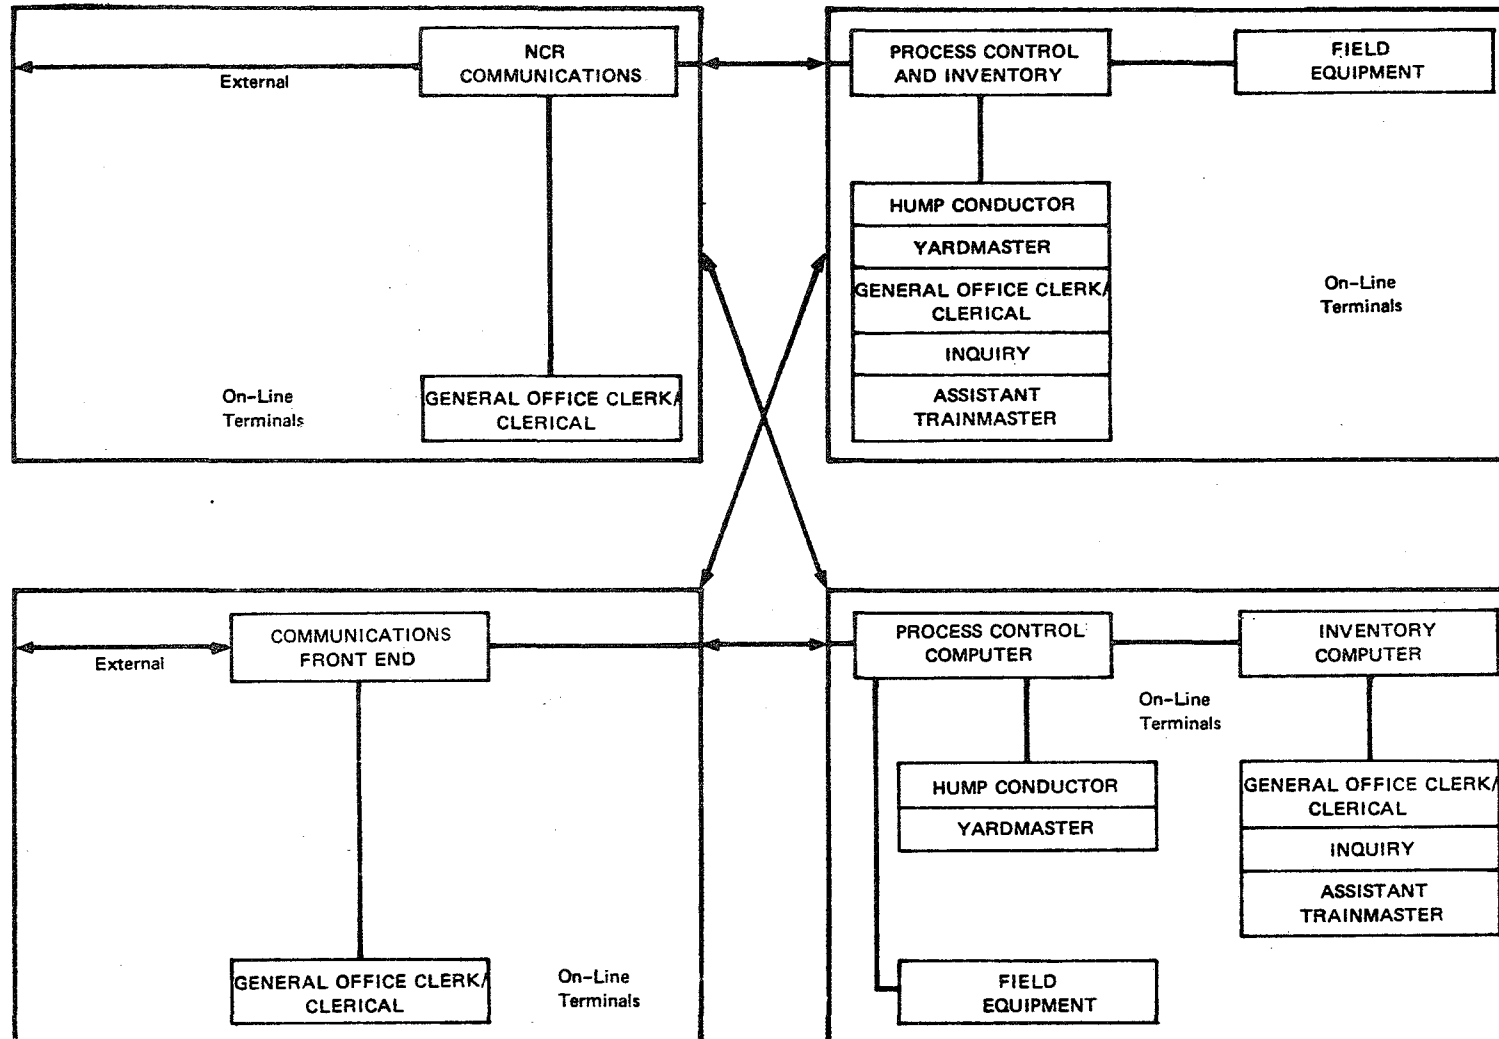 NCR
COMMUNICATIONS
External
GENERAL OFFICE CLERK/
CLERICAL
On-Line
Terminals
PROCESS CONTROL
AND INVENTORY
FIELD
EQUIPMENT
HUMP CONDUCTOR
YARDMASTER
GENERAL OFFICE CLERK/
CLERICAL
INQUIRY
ASSISTANT
TRAINMASTER
On-Line
Terminals
COMMUNICATIONS
FRONT END
External
GENERAL OFFICE CLERK/
CLERICAL
On-Line
Terminals
PROCESS CONTROL
COMPUTER
INVENTORY
COMPUTER
On-Line
Terminals
HUMP CONDUCTOR
YARDMASTER
GENERAL OFFICE CLERK/
CLERICAL
INQUIRY
ASSISTANT
TRAINMASTER
FIELD
EQUIPMENT